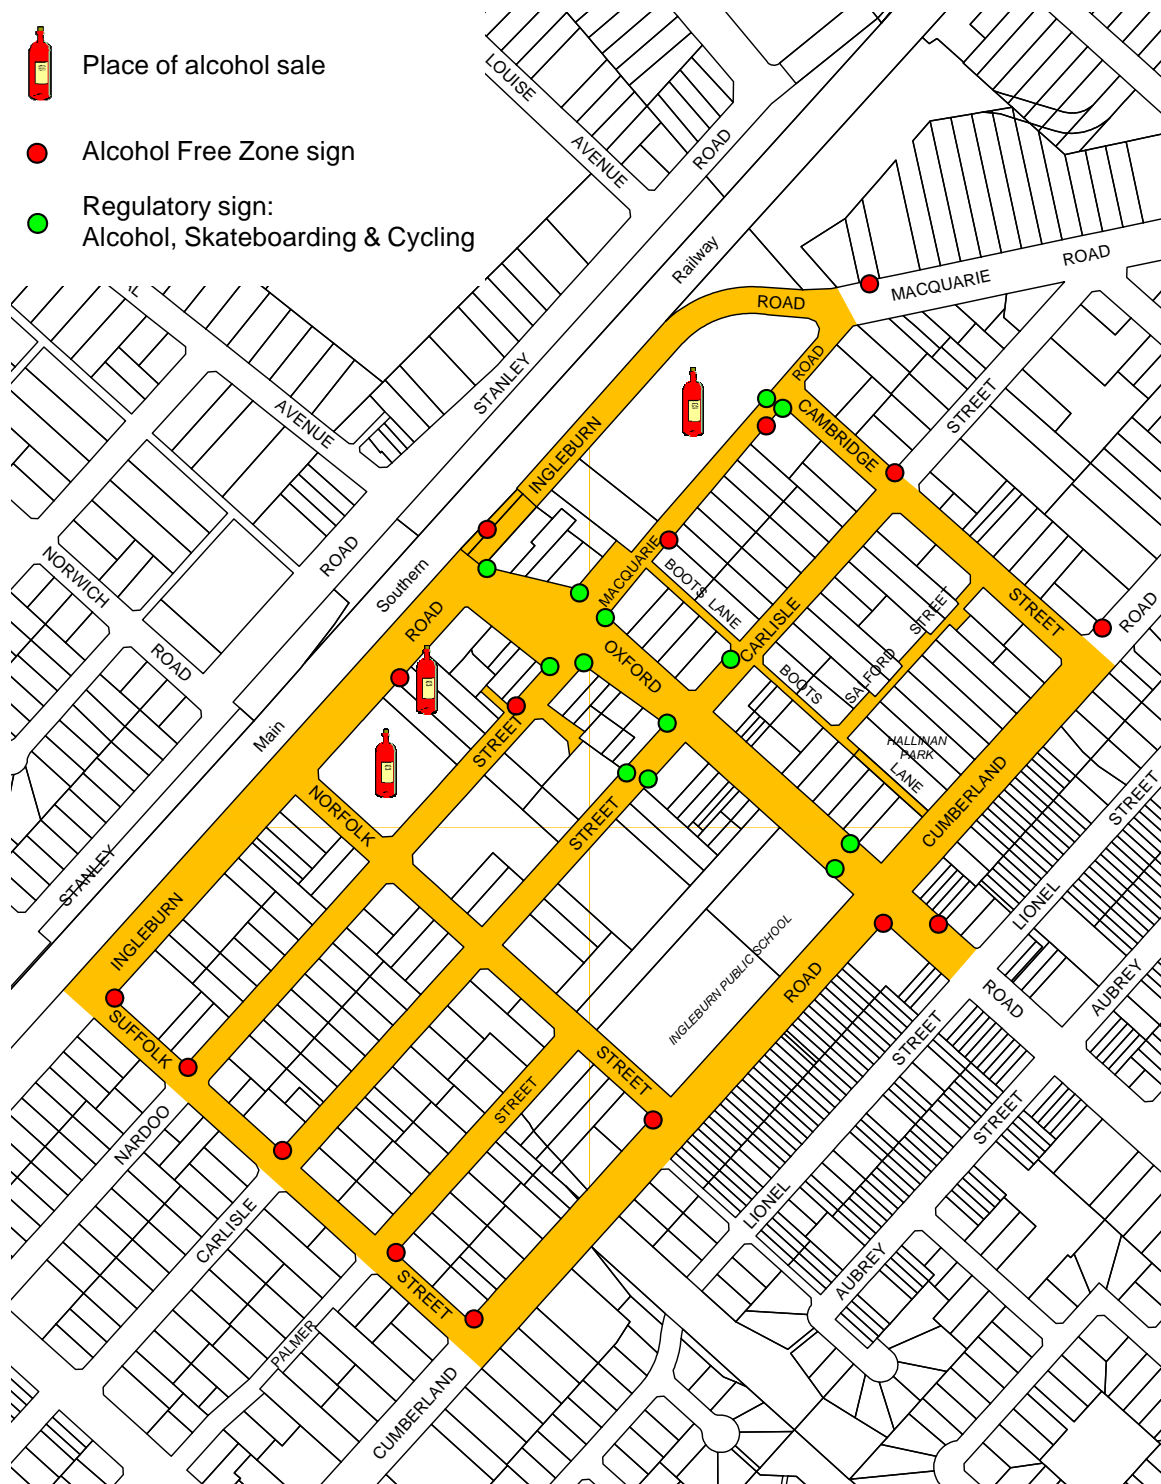 Place of alcohol sale
Alcohol Free Zone sign
Regulatory sign:
Alcohol, Skateboarding & Cycling
LOUISE
AVENUE
ROAD
Railway
ROAD
MACQUARIE
ROAD
ROAD
STANLEY
AVENUE
STREET
CAMBRIDGE
INGLEBURN
NORWICH
ROAD
ROAD
Southern
ROAD
MACQUARIE
BOOTS LANE
CARLISLE
STREET
STREET
ROAD
OXFORD
BOOTS
SALFORD
Main
STREET
HALLINAN
PARK
LANE
CUMBERLAND
STREET
NORFOLK
STREET
STANLEY
INGLEBURN
LIONEL
INGLEBURN PUBLIC SCHOOL
ROAD
AUBREY
ROAD
SUFFOLK
STREET
STREET
STREET
STREET
NARDOO
CARLISLE
LIONEL
AUBREY
STREET
PALMER
CUMBERLAND